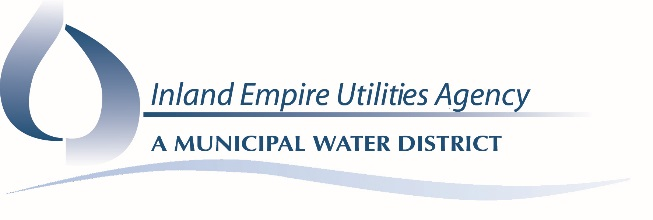 Inland Empire Utilities Agency
A MUNICIPAL WATER DISTRICT